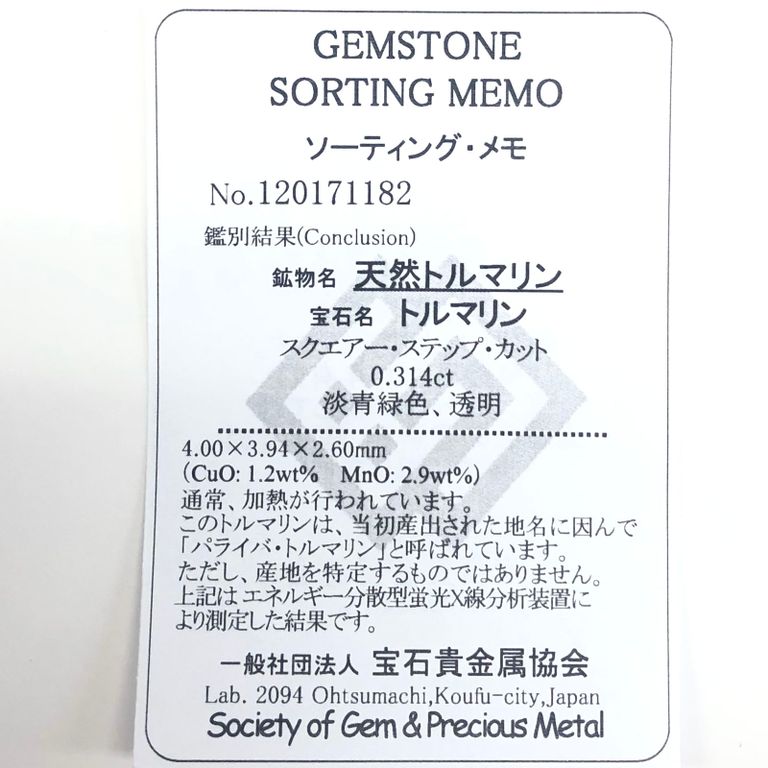 GEMSTONE
SORTING MEMO
ソーティング・メモ
No.120171182
鑑別結果(Conclusion)
鉱物名 天然トルマリン
宝石名 トルマリン
スクエアー・ステップ・カット
0.314ct
淡青緑色、透明
4.00×3.94×2.60mm
(CuO: 1.2wt% MnO: 2.9wt%)
通常、加熱が行われています。
このトルマリンは、当初産出された地名に因んで
「パライバ・トルマリン」と呼ばれています。
ただし、産地を特定するものではありません。
上記は エネルギー分散型蛍光X線分析装置に
より測定した結果です。
一般社団法人 宝石貴金属協会
Lab. 2094 Ohtsumachi,Koufu-city,Japan
Society of Gem & Precious Metal